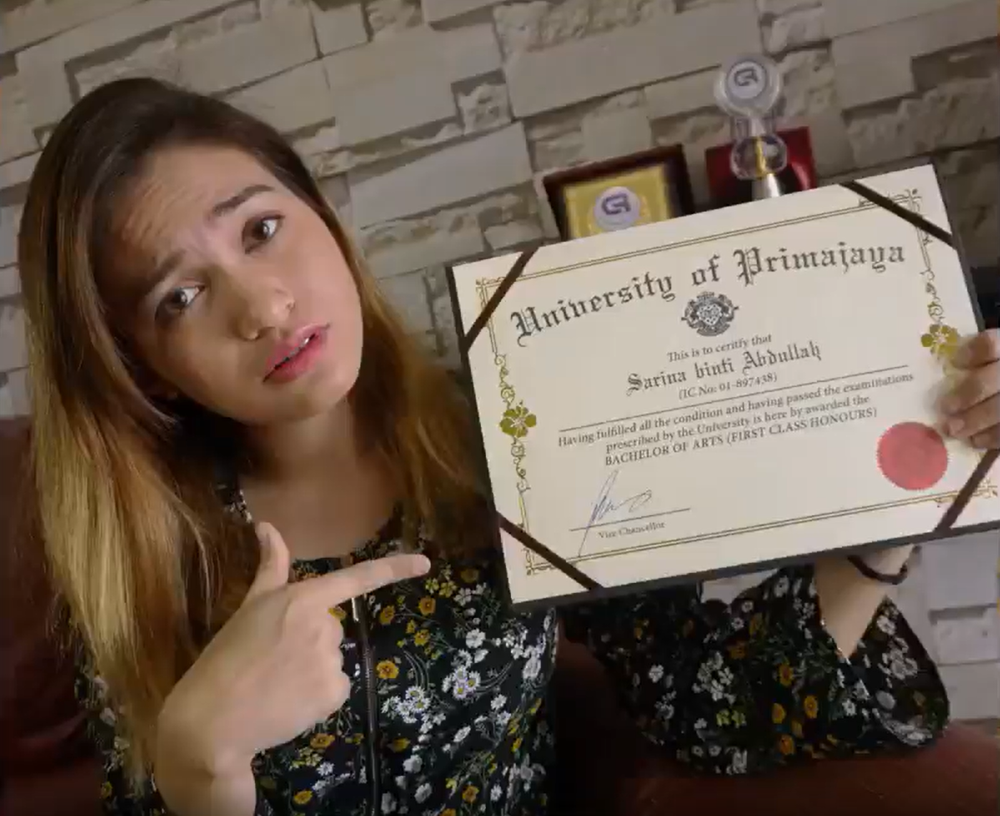 University of Primajaya
This is to certify that
Sarina binti Abdullah
(IC No: 01-897438)
Having fulfilled all the condition and having passed the examinations
prescribed by the University is here by awarded the
BACHELOR OF ARTS (FIRST CLASS HONOURS)
Vice Chancellor